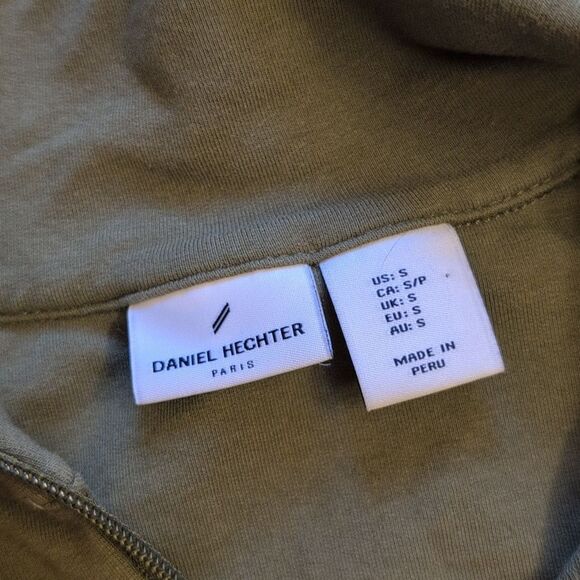 DANIEL HECHTER
PARIS
US: S
CA: S/P
UK: S
EU: S
AU: S
MADE IN
PERU